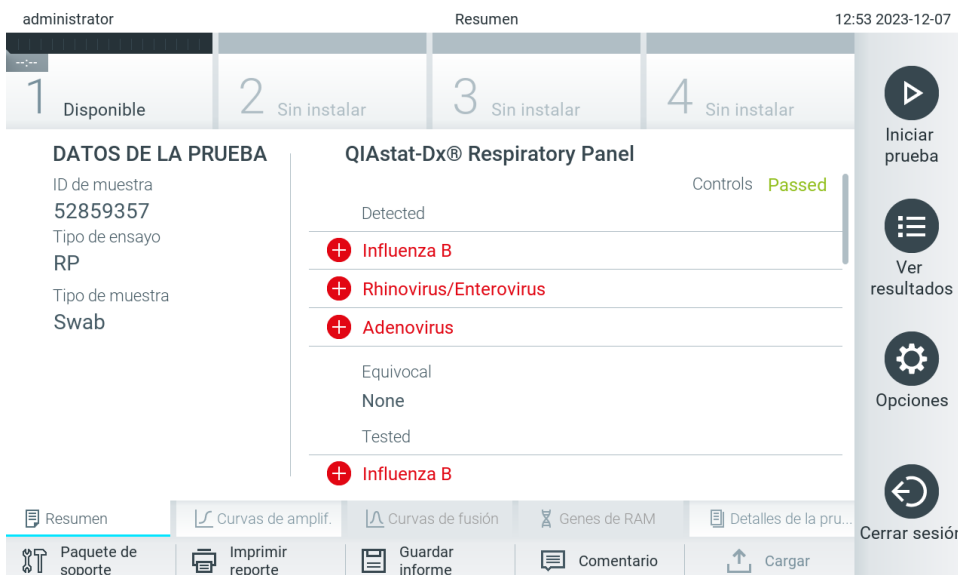 administrator
Resumen
12:53 2023-12-07
--:--
1 Disponible
2 Sin instalar
3 Sin instalar
4 Sin instalar
Iniciar
prueba
DATOS DE LA PRUEBA
ID de muestra
52859357
Tipo de ensayo
RP
Tipo de muestra
Swab
QIAstat-Dx® Respiratory Panel
Controls Passed
Detected
Influenza B
Rhinovirus/Enterovirus
Adenovirus
Equivocal
None
Tested
Influenza B
Ver
resultados
Opciones
Cerrar sesión
Resumen
Curvas de amplif.
Curvas de fusión
Genes de RAM
Detalles de la pru...
Paquete de
soporte
Imprimir
reporte
Guardar
informe
Comentario
Cargar